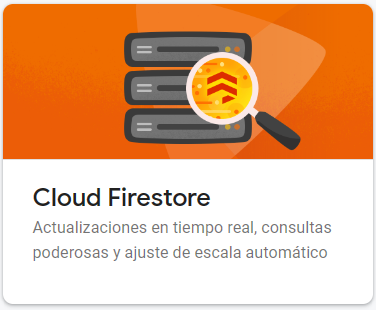 Cloud Firestore
Actualizaciones en tiempo real, consultas
poderosas y ajuste de escala automático